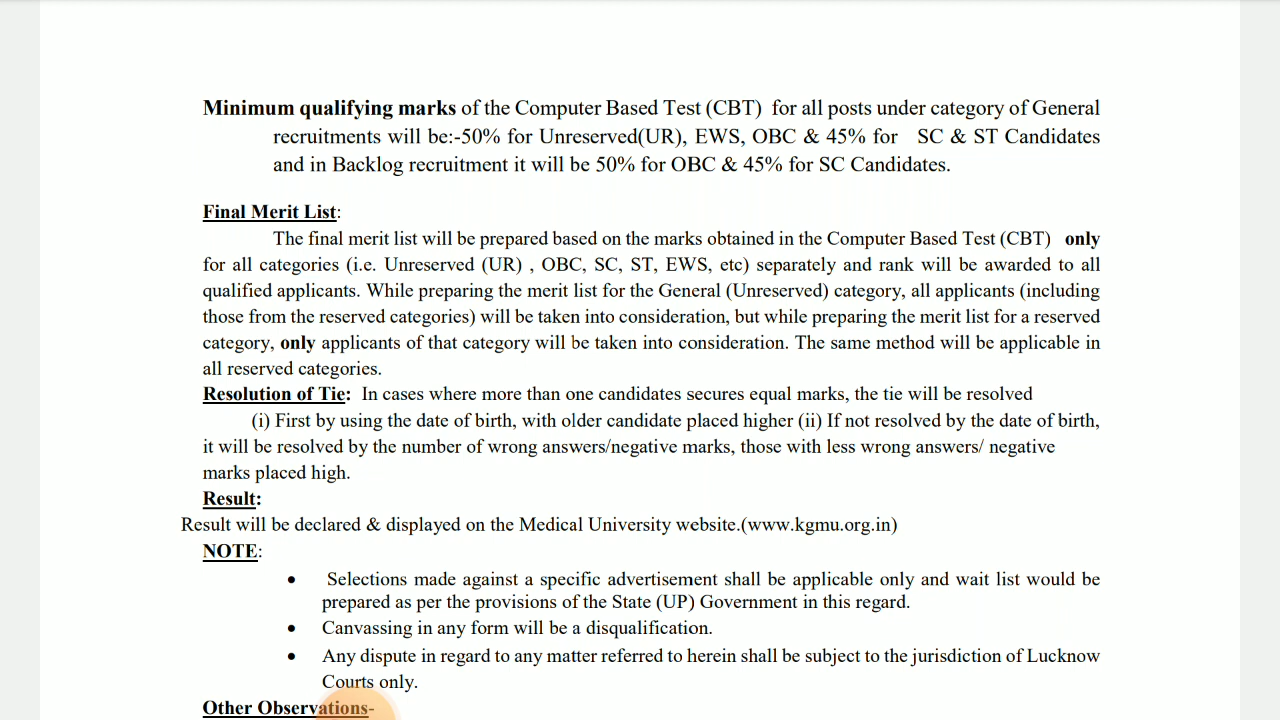 Minimum qualifying marks of the Computer Based Test (CBT) for all posts under category of General
recruitments will be:-50% for Unreserved(UR), EWS, OBC & 45% for SC & ST Candidates
and in Backlog recruitment it will be 50% for OBC & 45% for SC Candidates.
Final Merit List:
The final merit list will be prepared based on the marks obtained in the Computer Based Test (CBT) only
for all categories (i.e. Unreserved (UR) , OBC, SC, ST, EWS, etc) separately and rank will be awarded to all
qualified applicants. While preparing the merit list for the General (Unreserved) category, all applicants (including
those from the reserved categories) will be taken into consideration, but while preparing the merit list for a reserved
category, only applicants of that category will be taken into consideration. The same method will be applicable in
all reserved categories.
Resolution of Tie: In cases where more than one candidates secures equal marks, the tie will be resolved
(i) First by using the date of birth, with older candidate placed higher (ii) If not resolved by the date of birth,
it will be resolved by the number of wrong answers/negative marks, those with less wrong answers/ negative
marks placed high.
Result:
Result will be declared & displayed on the Medical University website.(www.kgmu.org.in)
NOTE:
• Selections made against a specific advertisement shall be applicable only and wait list would be
prepared as per the provisions of the State (UP) Government in this regard.
• Canvassing in any form will be a disqualification.
• Any dispute in regard to any matter referred to herein shall be subject to the jurisdiction of Lucknow
Courts only.
Other Observations-